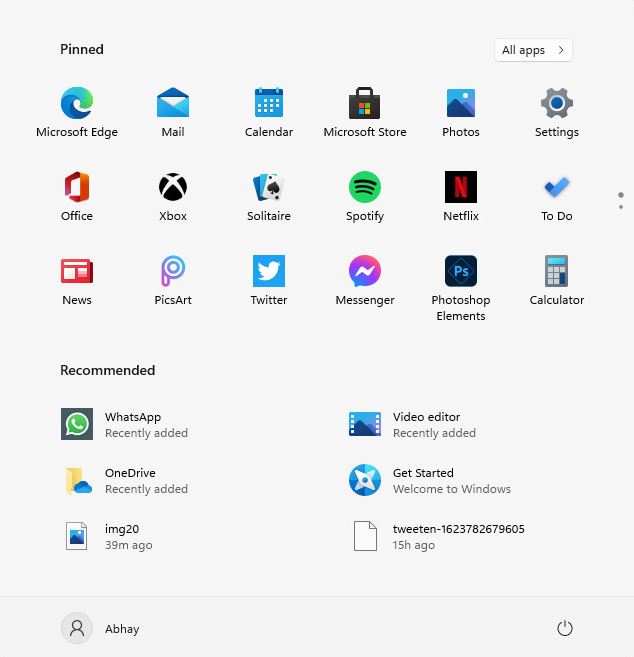 Pinned
All apps
Microsoft Edge
Mail
Calendar
Microsoft Store
Photos
Settings
Office
Xbox
Solitaire
Spotify
Netflix
To Do
N
News
PicsArt
Twitter
Messenger
Ps
Photoshop
Elements
Calculator
Recommended
WhatsApp
Recently added
Video editor
Recently added
OneDrive
Recently added
Get Started
Welcome to Windows
img20
39m ago
tweeten-1623782679605
15h ago
Abhay